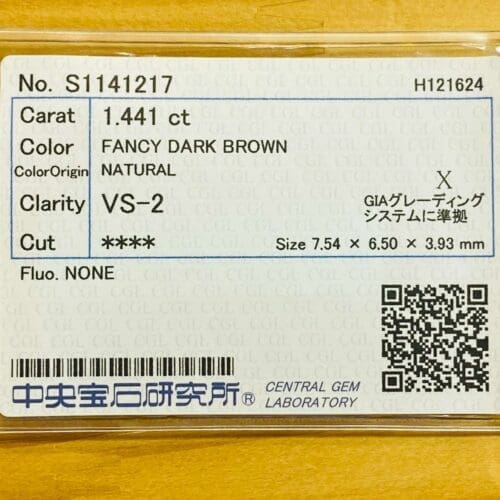 No. S1141217 H121624
Carat 1.441 ct
Color FANCY DARK BROWN
ColorOrigin NATURAL
X
Clarity VS-2 GIAグレーディング
システムに準拠
Cut **** Size 7.54 × 6.50 × 3.93 mm
Fluo. NONE
中央宝石研究所® CENTRAL GEM
LABORATORY